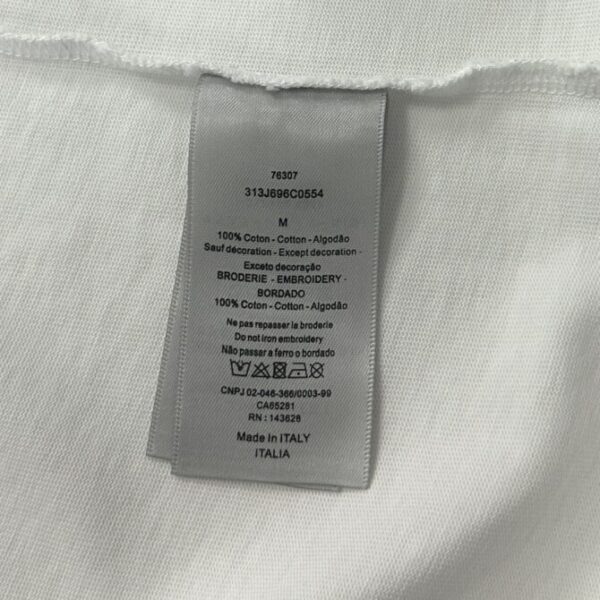 76307
313J696C0554
M
100% Coton - Cotton - Algodão
Sauf décoration - Except decoration -
Exceto decoração
BRODERIE - EMBROIDERY -
BORDADO
100% Coton - Cotton - Algodão
Ne pas repasser la broderie
Do not iron embroidery
Não passar a ferro o bordado
CNPJ 02-046-366/0003-99
CA65281
RN : 143628
Made in ITALY
ITALIA